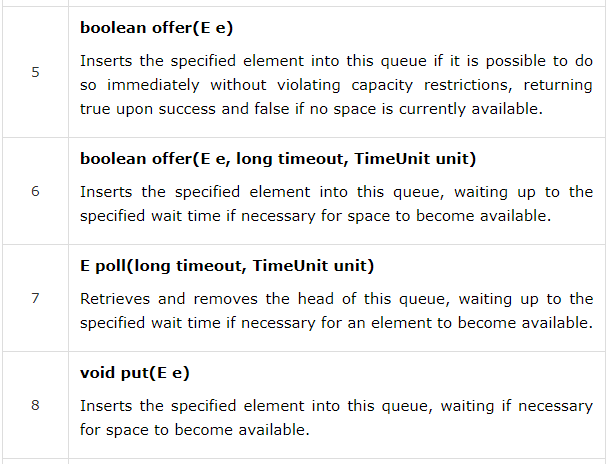 boolean offer(E e)
5
Inserts the specified element into this queue if it is possible to do
so immediately without violating capacity restrictions, returning
true upon success and false if no space is currently available.
boolean offer(E e, long timeout, TimeUnit unit)
6
Inserts the specified element into this queue, waiting up to the
specified wait time if necessary for space to become available.
E poll(long timeout, TimeUnit unit)
7
Retrieves and removes the head of this queue, waiting up to the
specified wait time if necessary for an element to become available.
void put(E e)
8
Inserts the specified element into this queue, waiting if necessary
for space to become available.